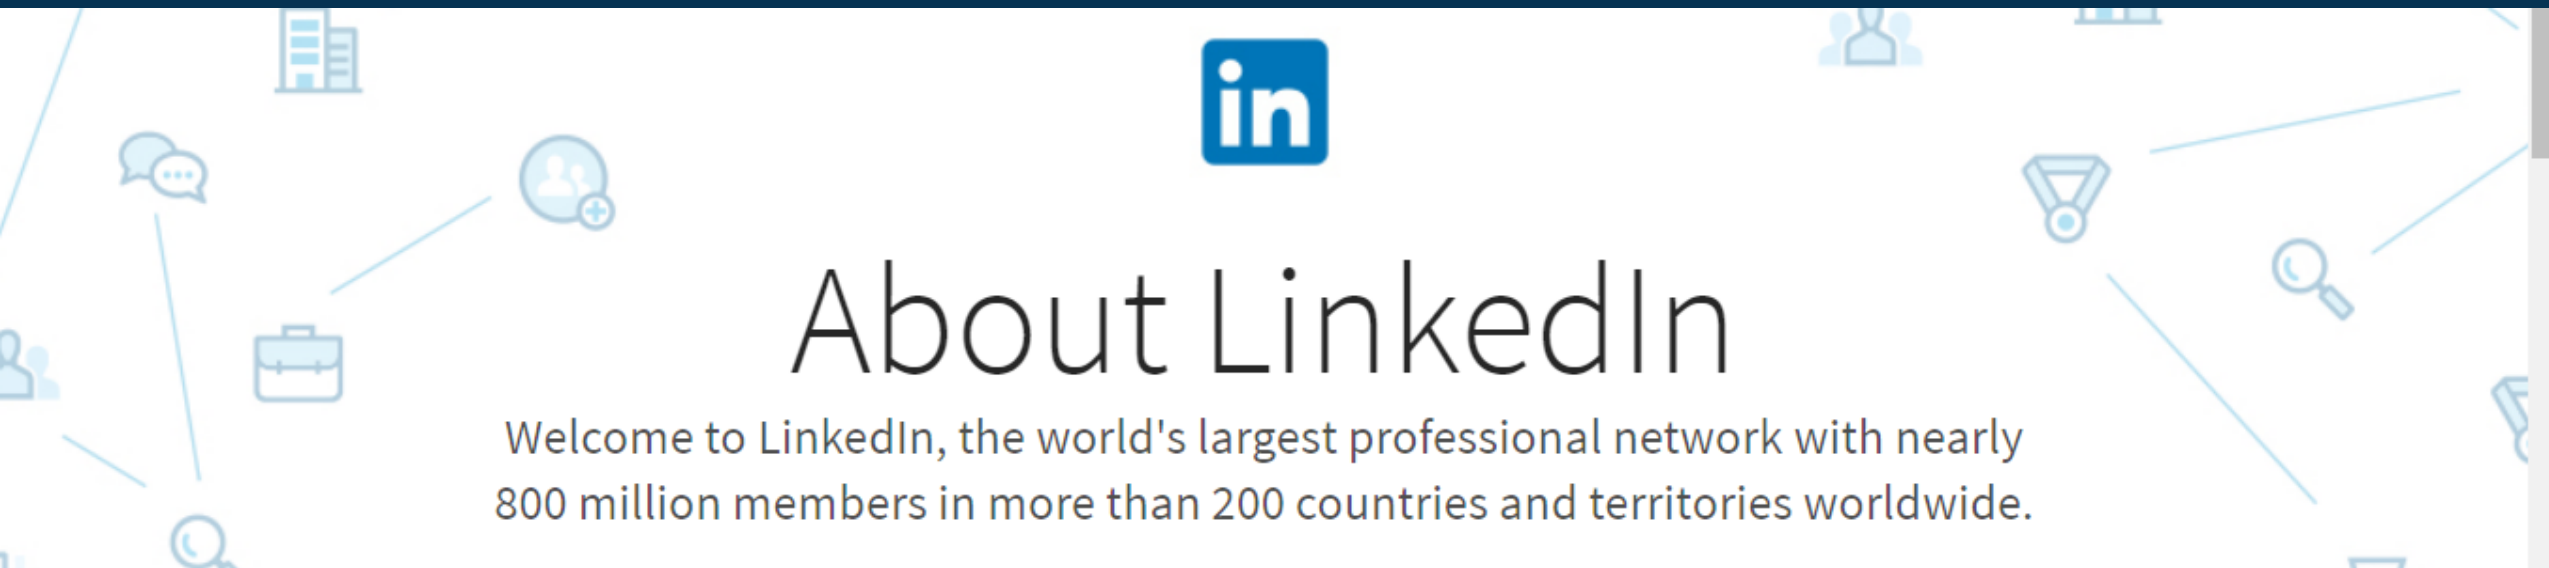 in
About LinkedIn
Welcome to LinkedIn, the world's largest professional network with nearly
800 million members in more than 200 countries and territories worldwide.